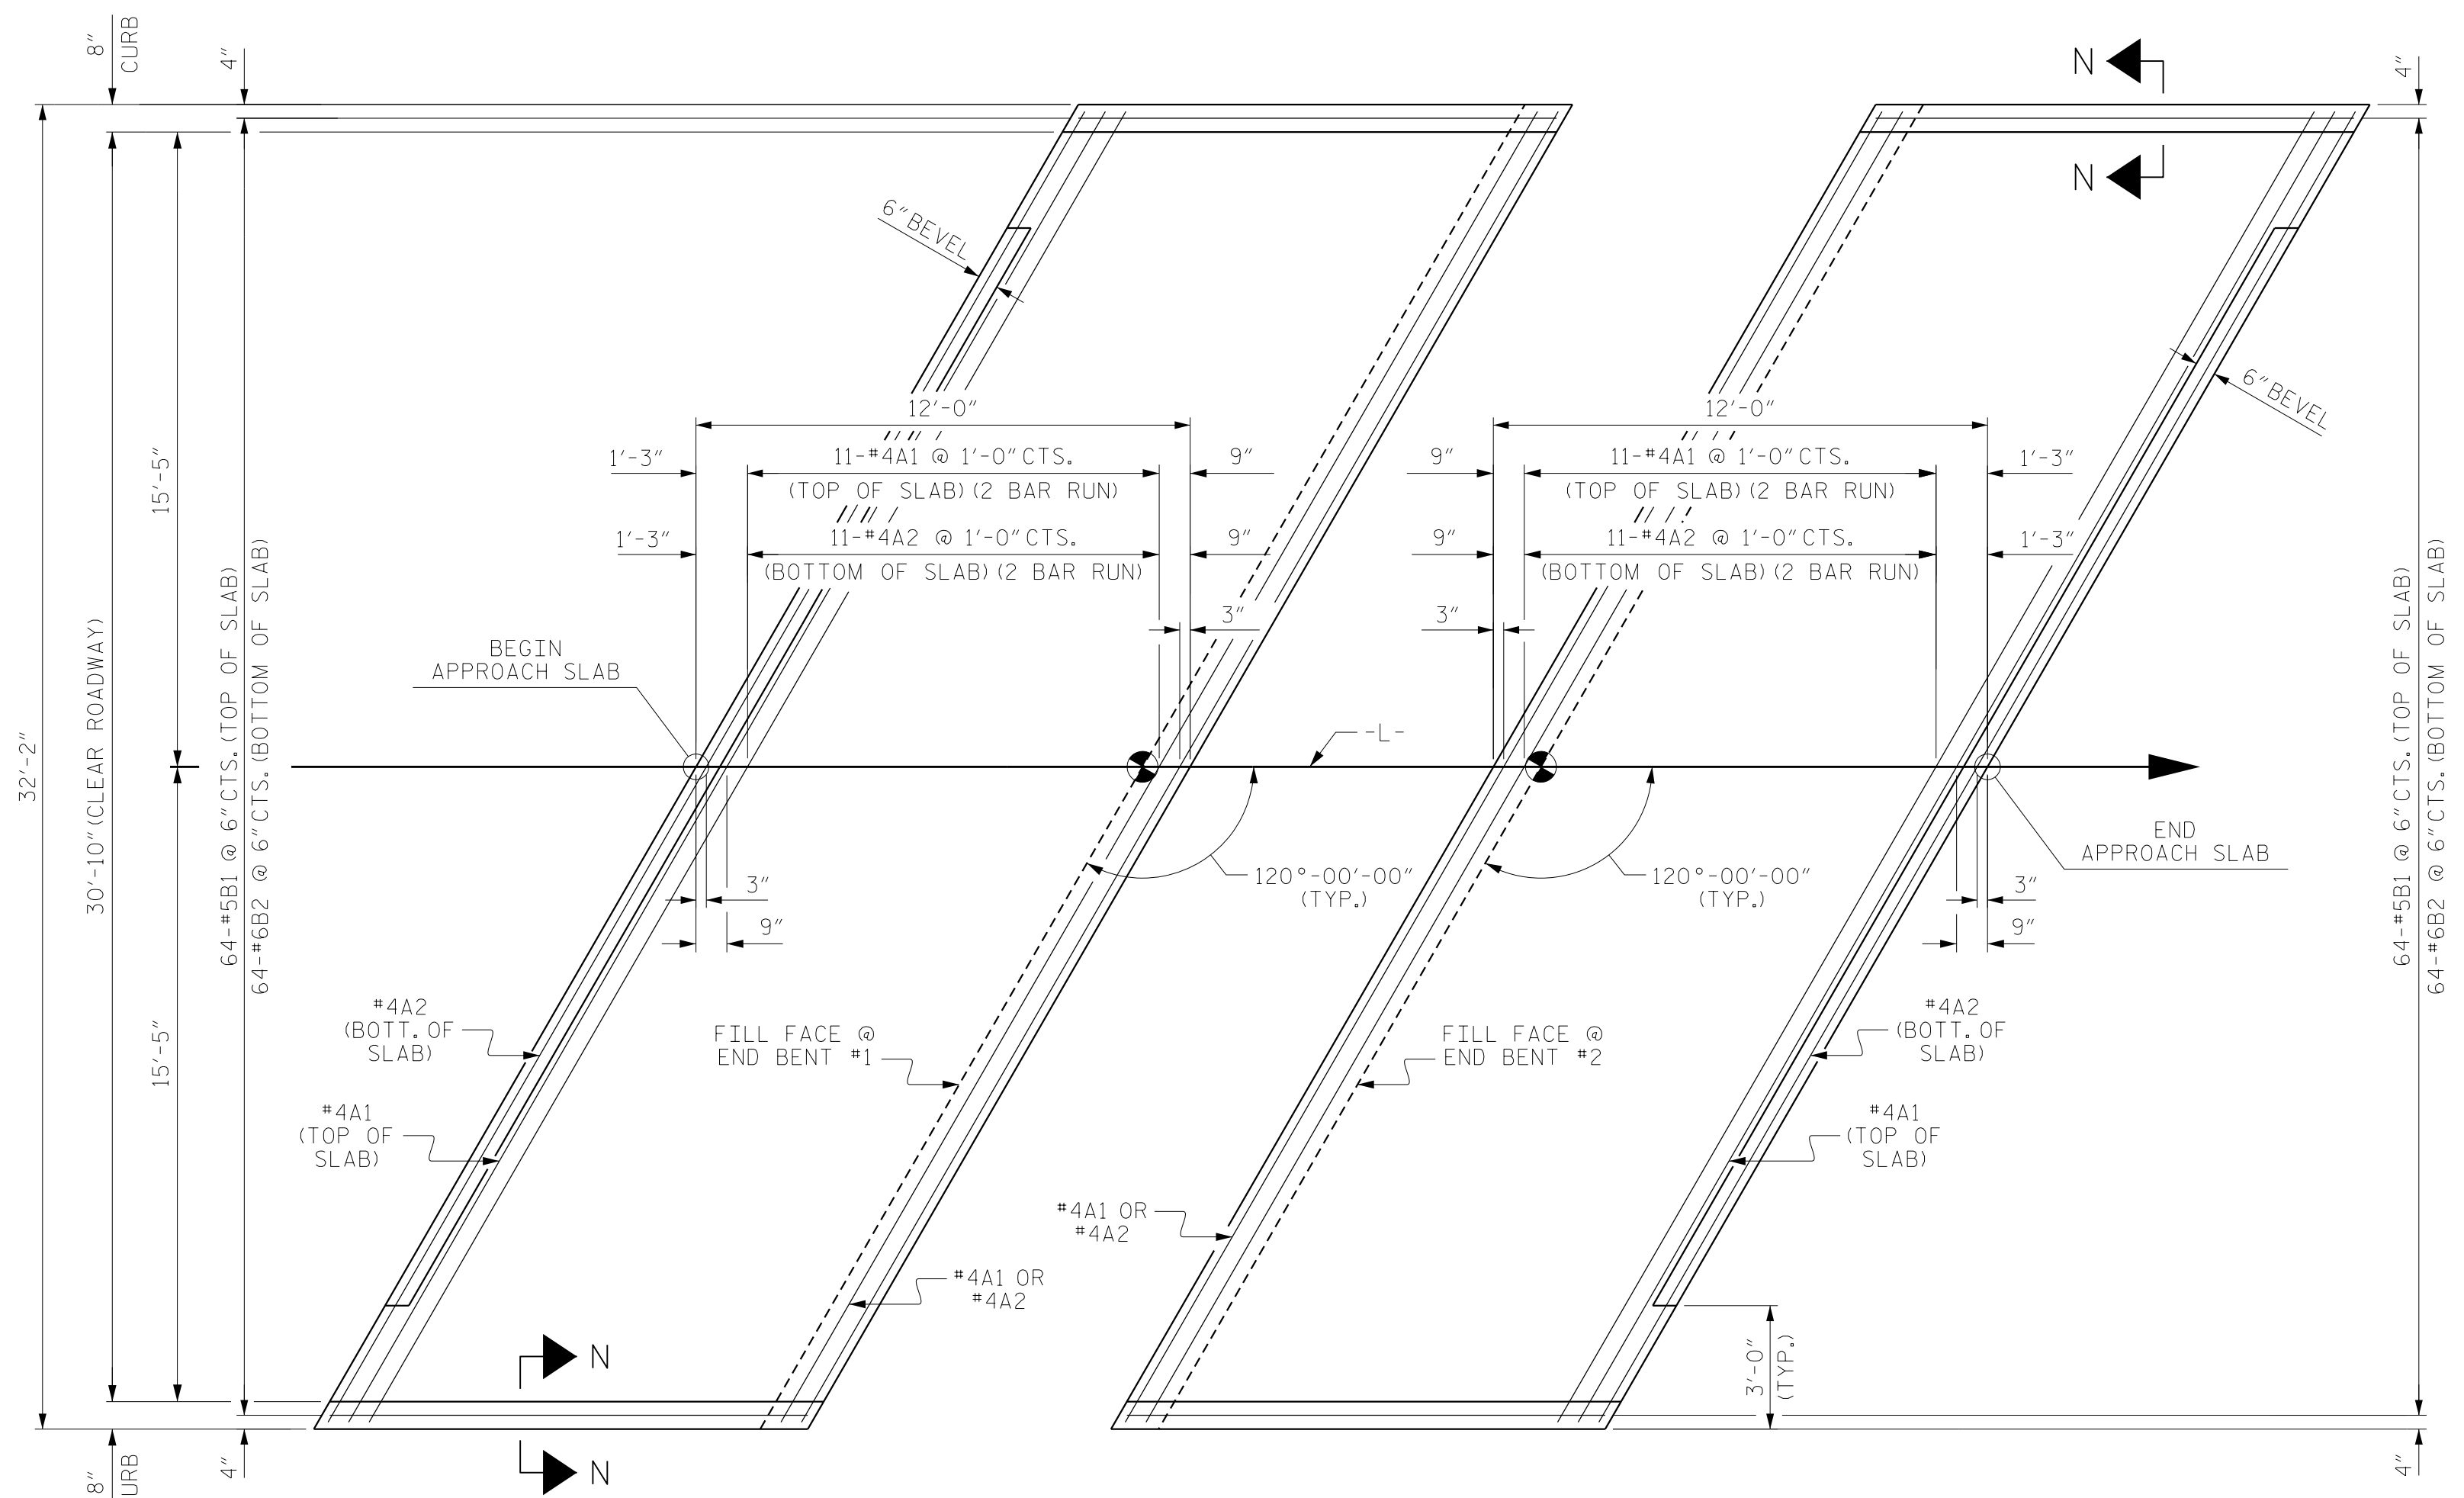 8" CURB
4"
N
N
4"
6" BEVEL
12'-0"
12'-0"
6" BEVEL
1'-3"
11-#4A1 @ 1'-0" CTS.
9"
9"
11-#4A1 @ 1'-0" CTS.
1'-3"
(TOP OF SLAB) (2 BAR RUN)
(TOP OF SLAB) (2 BAR RUN)
1'-3"
11-#4A2 @ 1'-0" CTS.
9"
9"
11-#4A2 @ 1'-0" CTS.
1'-3"
(BOTTOM OF SLAB) (2 BAR RUN)
(BOTTOM OF SLAB) (2 BAR RUN)
3"
3"
BEGIN
APPROACH SLAB
-L-
32'-2"
30'-10" (CLEAR ROADWAY)
15'-5"
15'-5"
64-#5B1 @ 6" CTS. (TOP OF SLAB)
64-#6B2 @ 6" CTS. (BOTTOM OF SLAB)
64-#5B1 @ 6" CTS. (TOP OF SLAB)
64-#6B2 @ 6" CTS. (BOTTOM OF SLAB)
END
APPROACH SLAB
120°-00'-00"
(TYP.)
120°-00'-00"
(TYP.)
3"
9"
3"
9"
#4A2
(BOTT. OF
SLAB)
FILL FACE @
END BENT #1
FILL FACE @
END BENT #2
#4A2
(BOTT. OF
SLAB)
#4A1
(TOP OF
SLAB)
#4A1
(TOP OF
SLAB)
#4A1 OR
#4A2
#4A1 OR
#4A2
3'-0"
(TYP.)
N
N
8"
URB
4"
4"